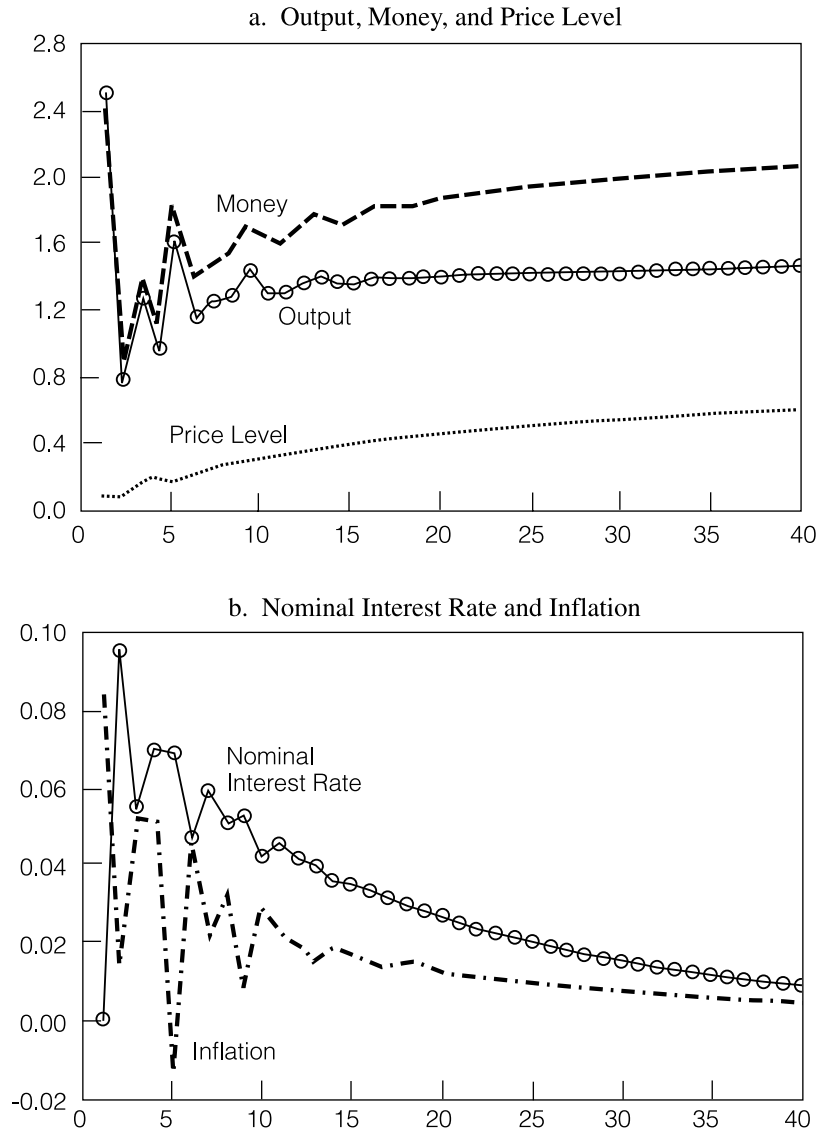 a. Output, Money, and Price Level
2.8
2.4
2.0
1.6
1.2
0.8
0.4
0.0
Money
Output
Price Level
0 5 10 15 20 25 30 35 40
b. Nominal Interest Rate and Inflation
0.10
0.08
0.06
0.04
0.02
0.00
-0.02
Nominal
Interest Rate
Inflation
0 5 10 15 20 25 30 35 40